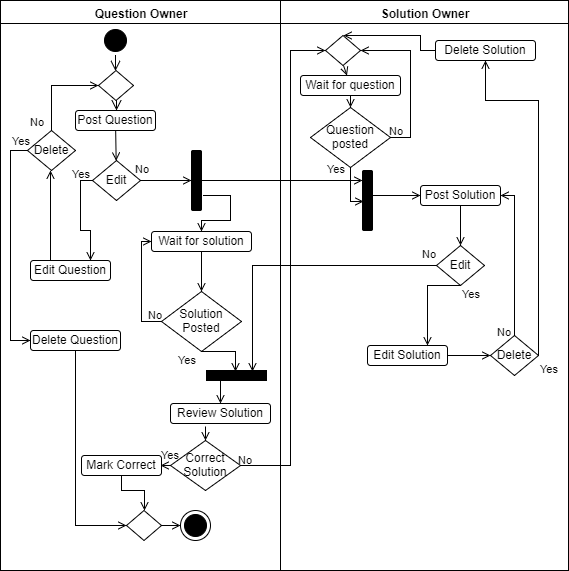 Question Owner
Solution Owner
Delete Solution
Wait for question
Post Question
No
Question
posted
No
Yes
Delete
Yes
Edit
No
Yes
Post Solution
Edit Question
Wait for solution
No
Edit
Yes
Solution
Posted
No
Yes
Delete Question
Edit Solution
No
Delete
Yes
Review Solution
Mark Correct
Yes
Correct
Solution
No